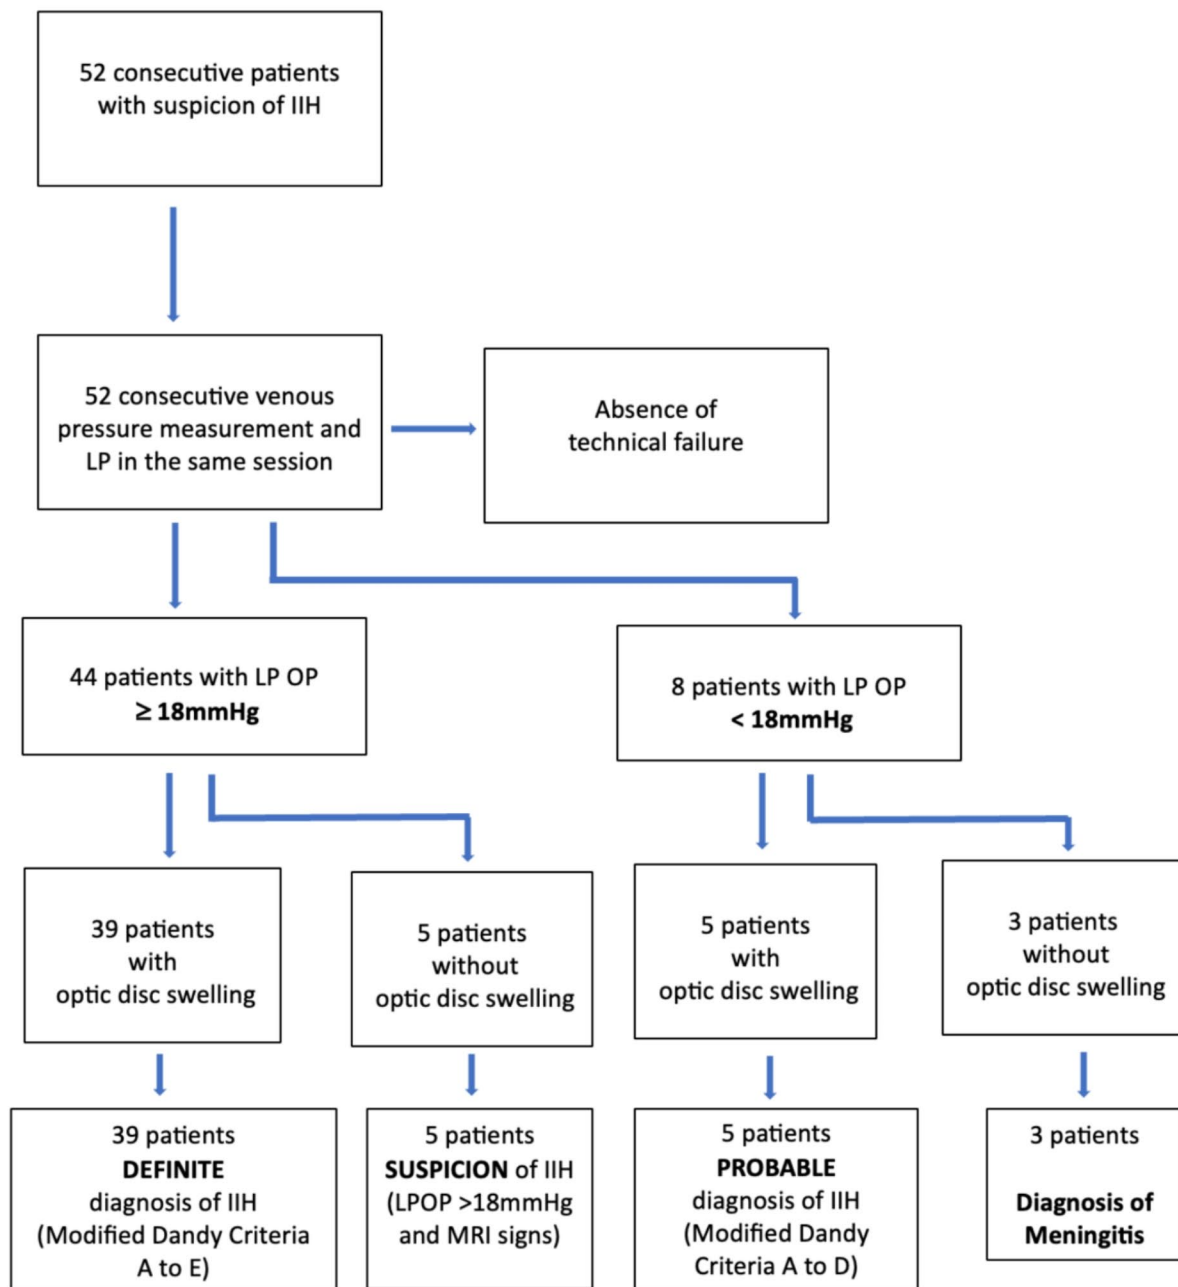 52 consecutive patients
with suspicion of IIH
52 consecutive venous
pressure measurement and
LP in the same session
Absence of
technical failure
44 patients with LP OP
≥ 18mmHg
8 patients with LP OP
< 18mmHg
39 patients
with
optic disc swelling
5 patients
without
optic disc swelling
5 patients
with
optic disc swelling
3 patients
without
optic disc swelling
39 patients
DEFINITE
diagnosis of IIH
(Modified Dandy Criteria
A to E)
5 patients
SUSPICION of IIH
(LPOP >18mmHg
and MRI signs)
5 patients
PROBABLE
diagnosis of IIH
(Modified Dandy
Criteria A to D)
3 patients
Diagnosis of
Meningitis